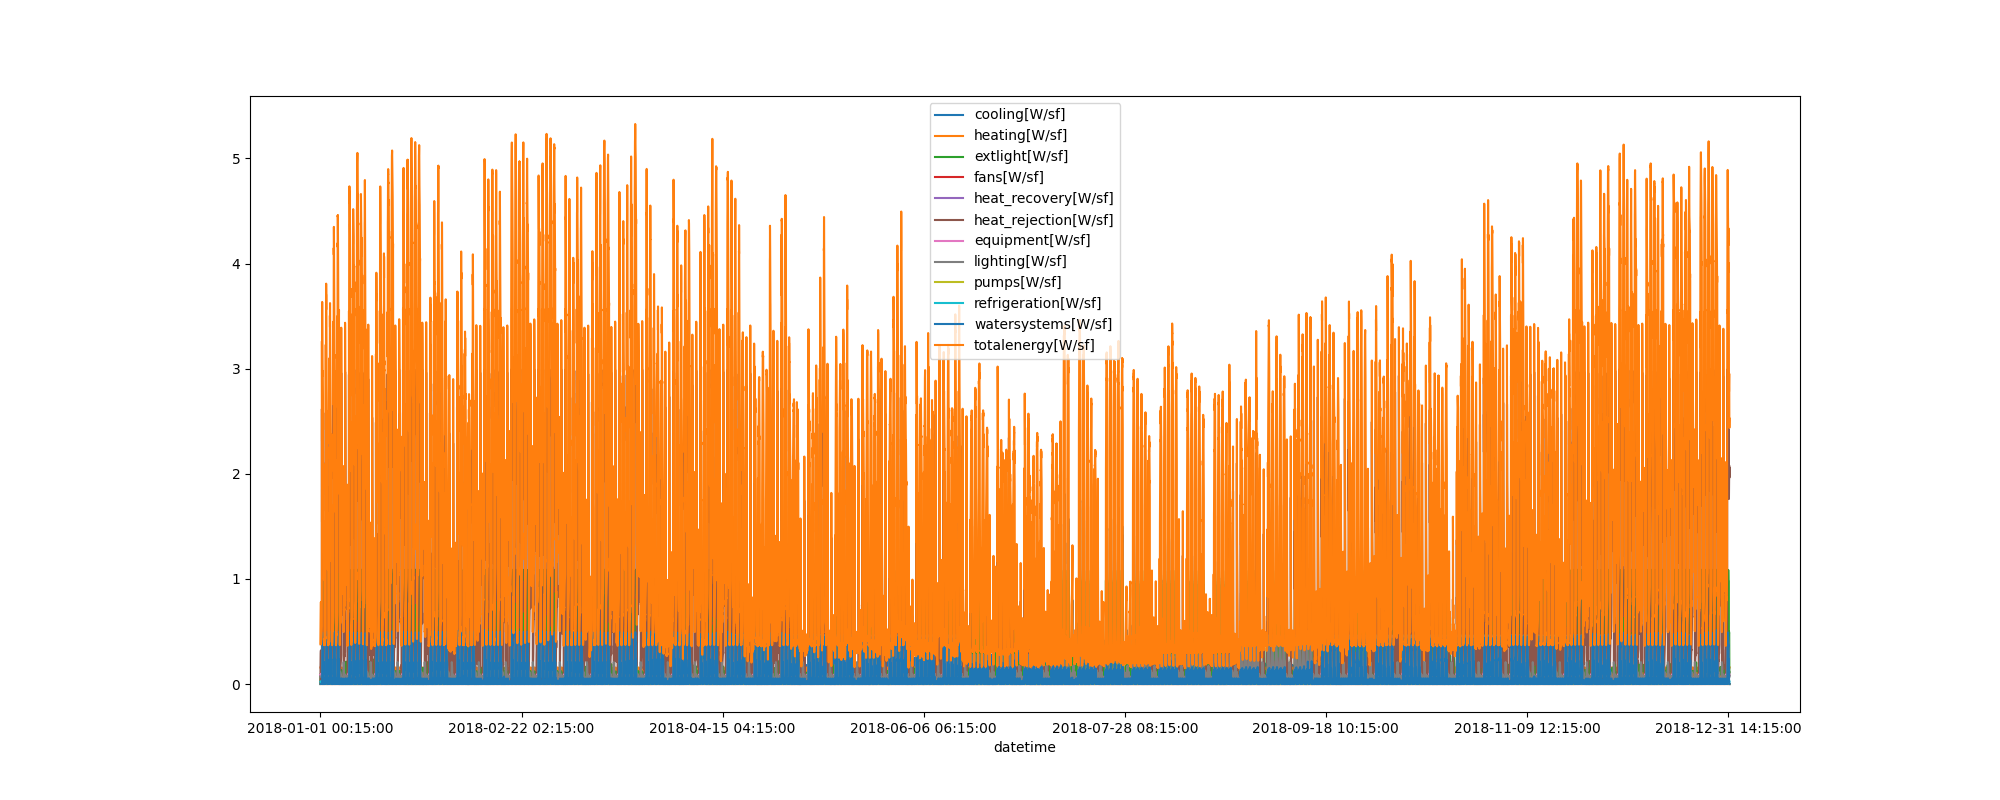 cooling[W/sf]
heating[W/sf]
extlight[W/sf]
fans[W/sf]
heat_recovery[W/sf]
heat_rejection[W/sf]
equipment[W/sf]
lighting[W/sf]
pumps[W/sf]
refrigeration[W/sf]
watersystems[W/sf]
totalenergy[W/sf]
5
4
3
2
1
0
2018-01-01 00:15:00 2018-02-22 02:15:00 2018-04-15 04:15:00 2018-06-06 06:15:00 2018-07-28 08:15:00 2018-09-18 10:15:00 2018-11-09 12:15:00 2018-12-31 14:15:00
datetime